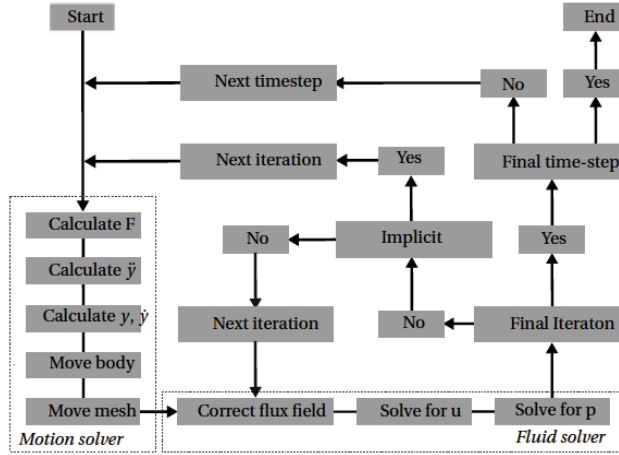 Start
End
Next timestep
No
Yes
Next iteration
Yes
Final time-step
Calculate F
No
Implicit
Yes
Calculate ÿ
Calculate y, ẏ
Next iteration
No
Final Iteraton
Move body
Move mesh
Correct flux field
Solve for u
Solve for p
Motion solver
Fluid solver